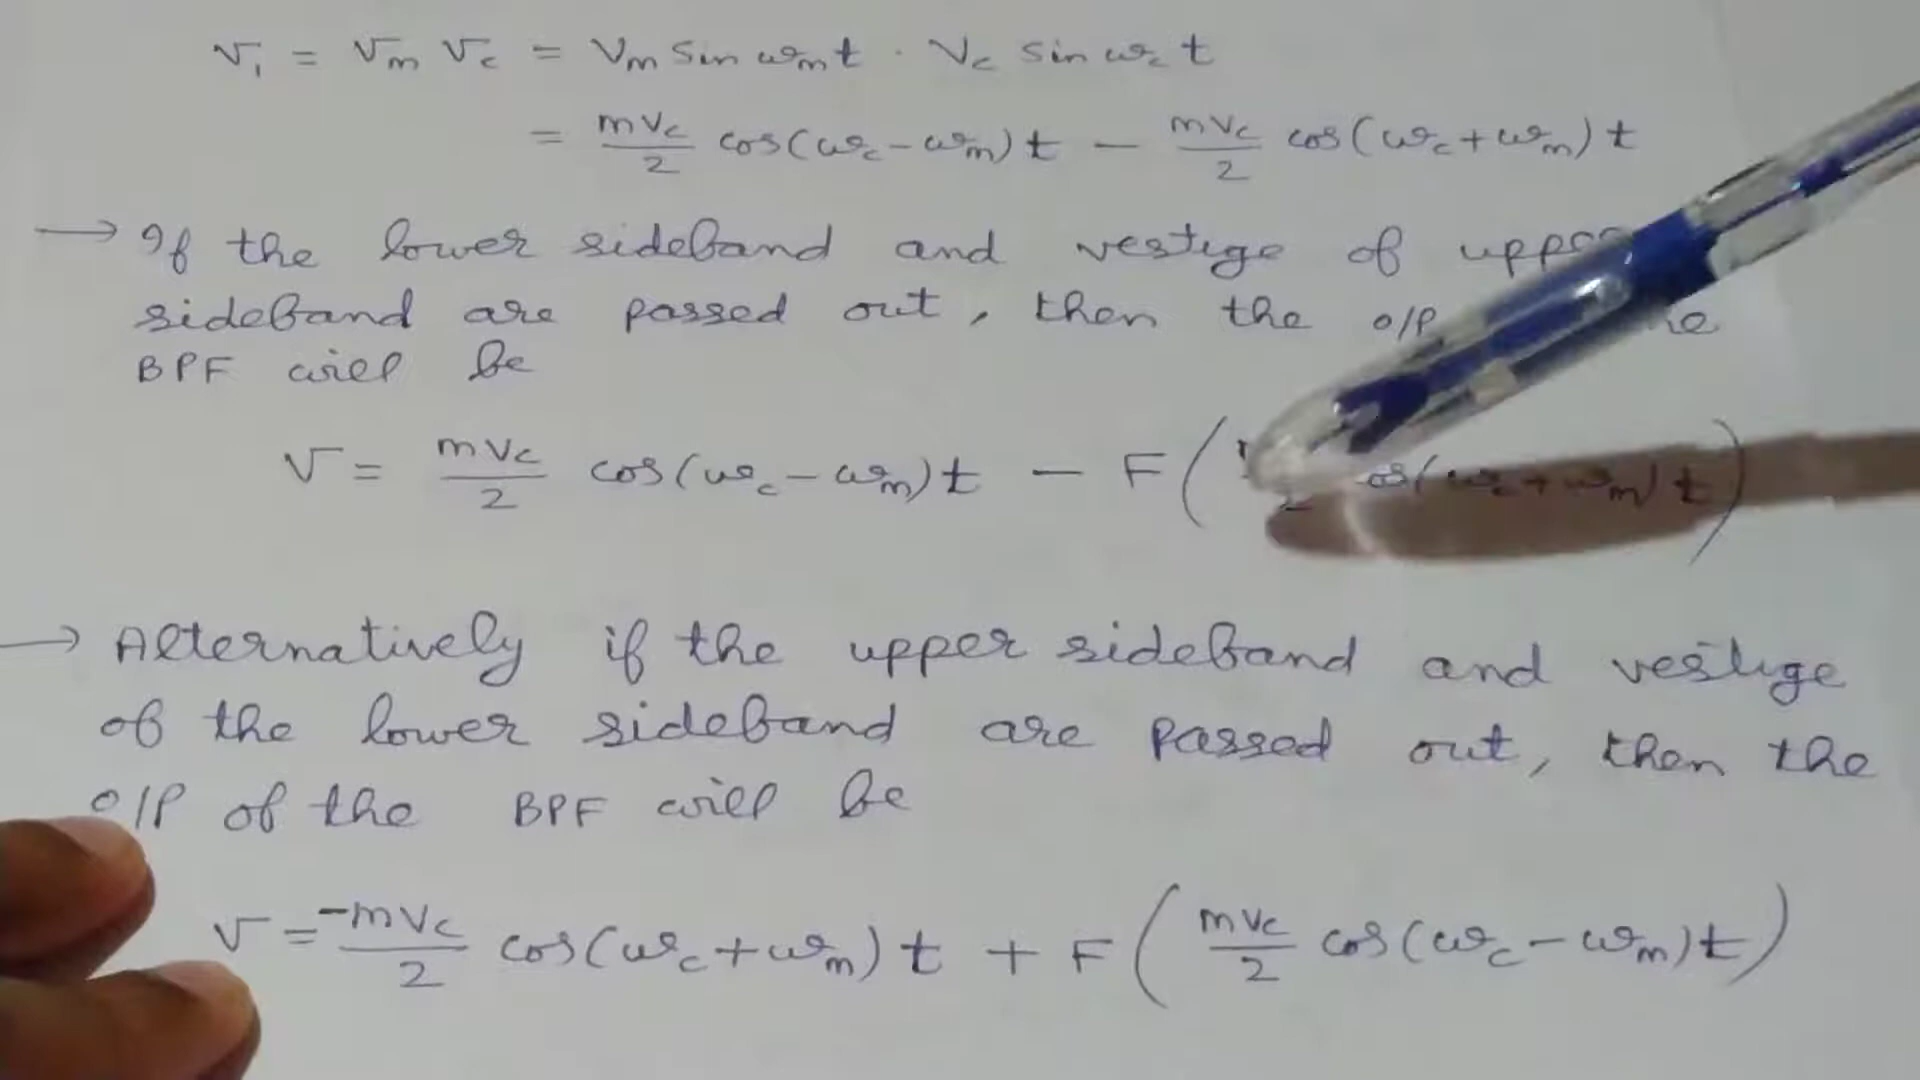 v₁ = vₘ v꜀ = Vₘ sin ωₘt · V꜀ sin ω꜀t
= mV꜀/2 cos(ω꜀-ωₘ)t - mV꜀/2 cos(ω꜀+ωₘ)t
→ If the lower sideband and vestige of
sideband are passed out, then the o/p
BPF will be
v = mV꜀/2 cos(ω꜀-ωₘ)t - F( cos(ω꜀+ωₘ)t)
→ Alternatively if the upper sideband and vestige
of the lower sideband are passed out, then the
o/p of the BPF will be
v = -mV꜀/2 cos(ω꜀+ωₘ)t + F(mV꜀/2 cos(ω꜀-ωₘ)t)